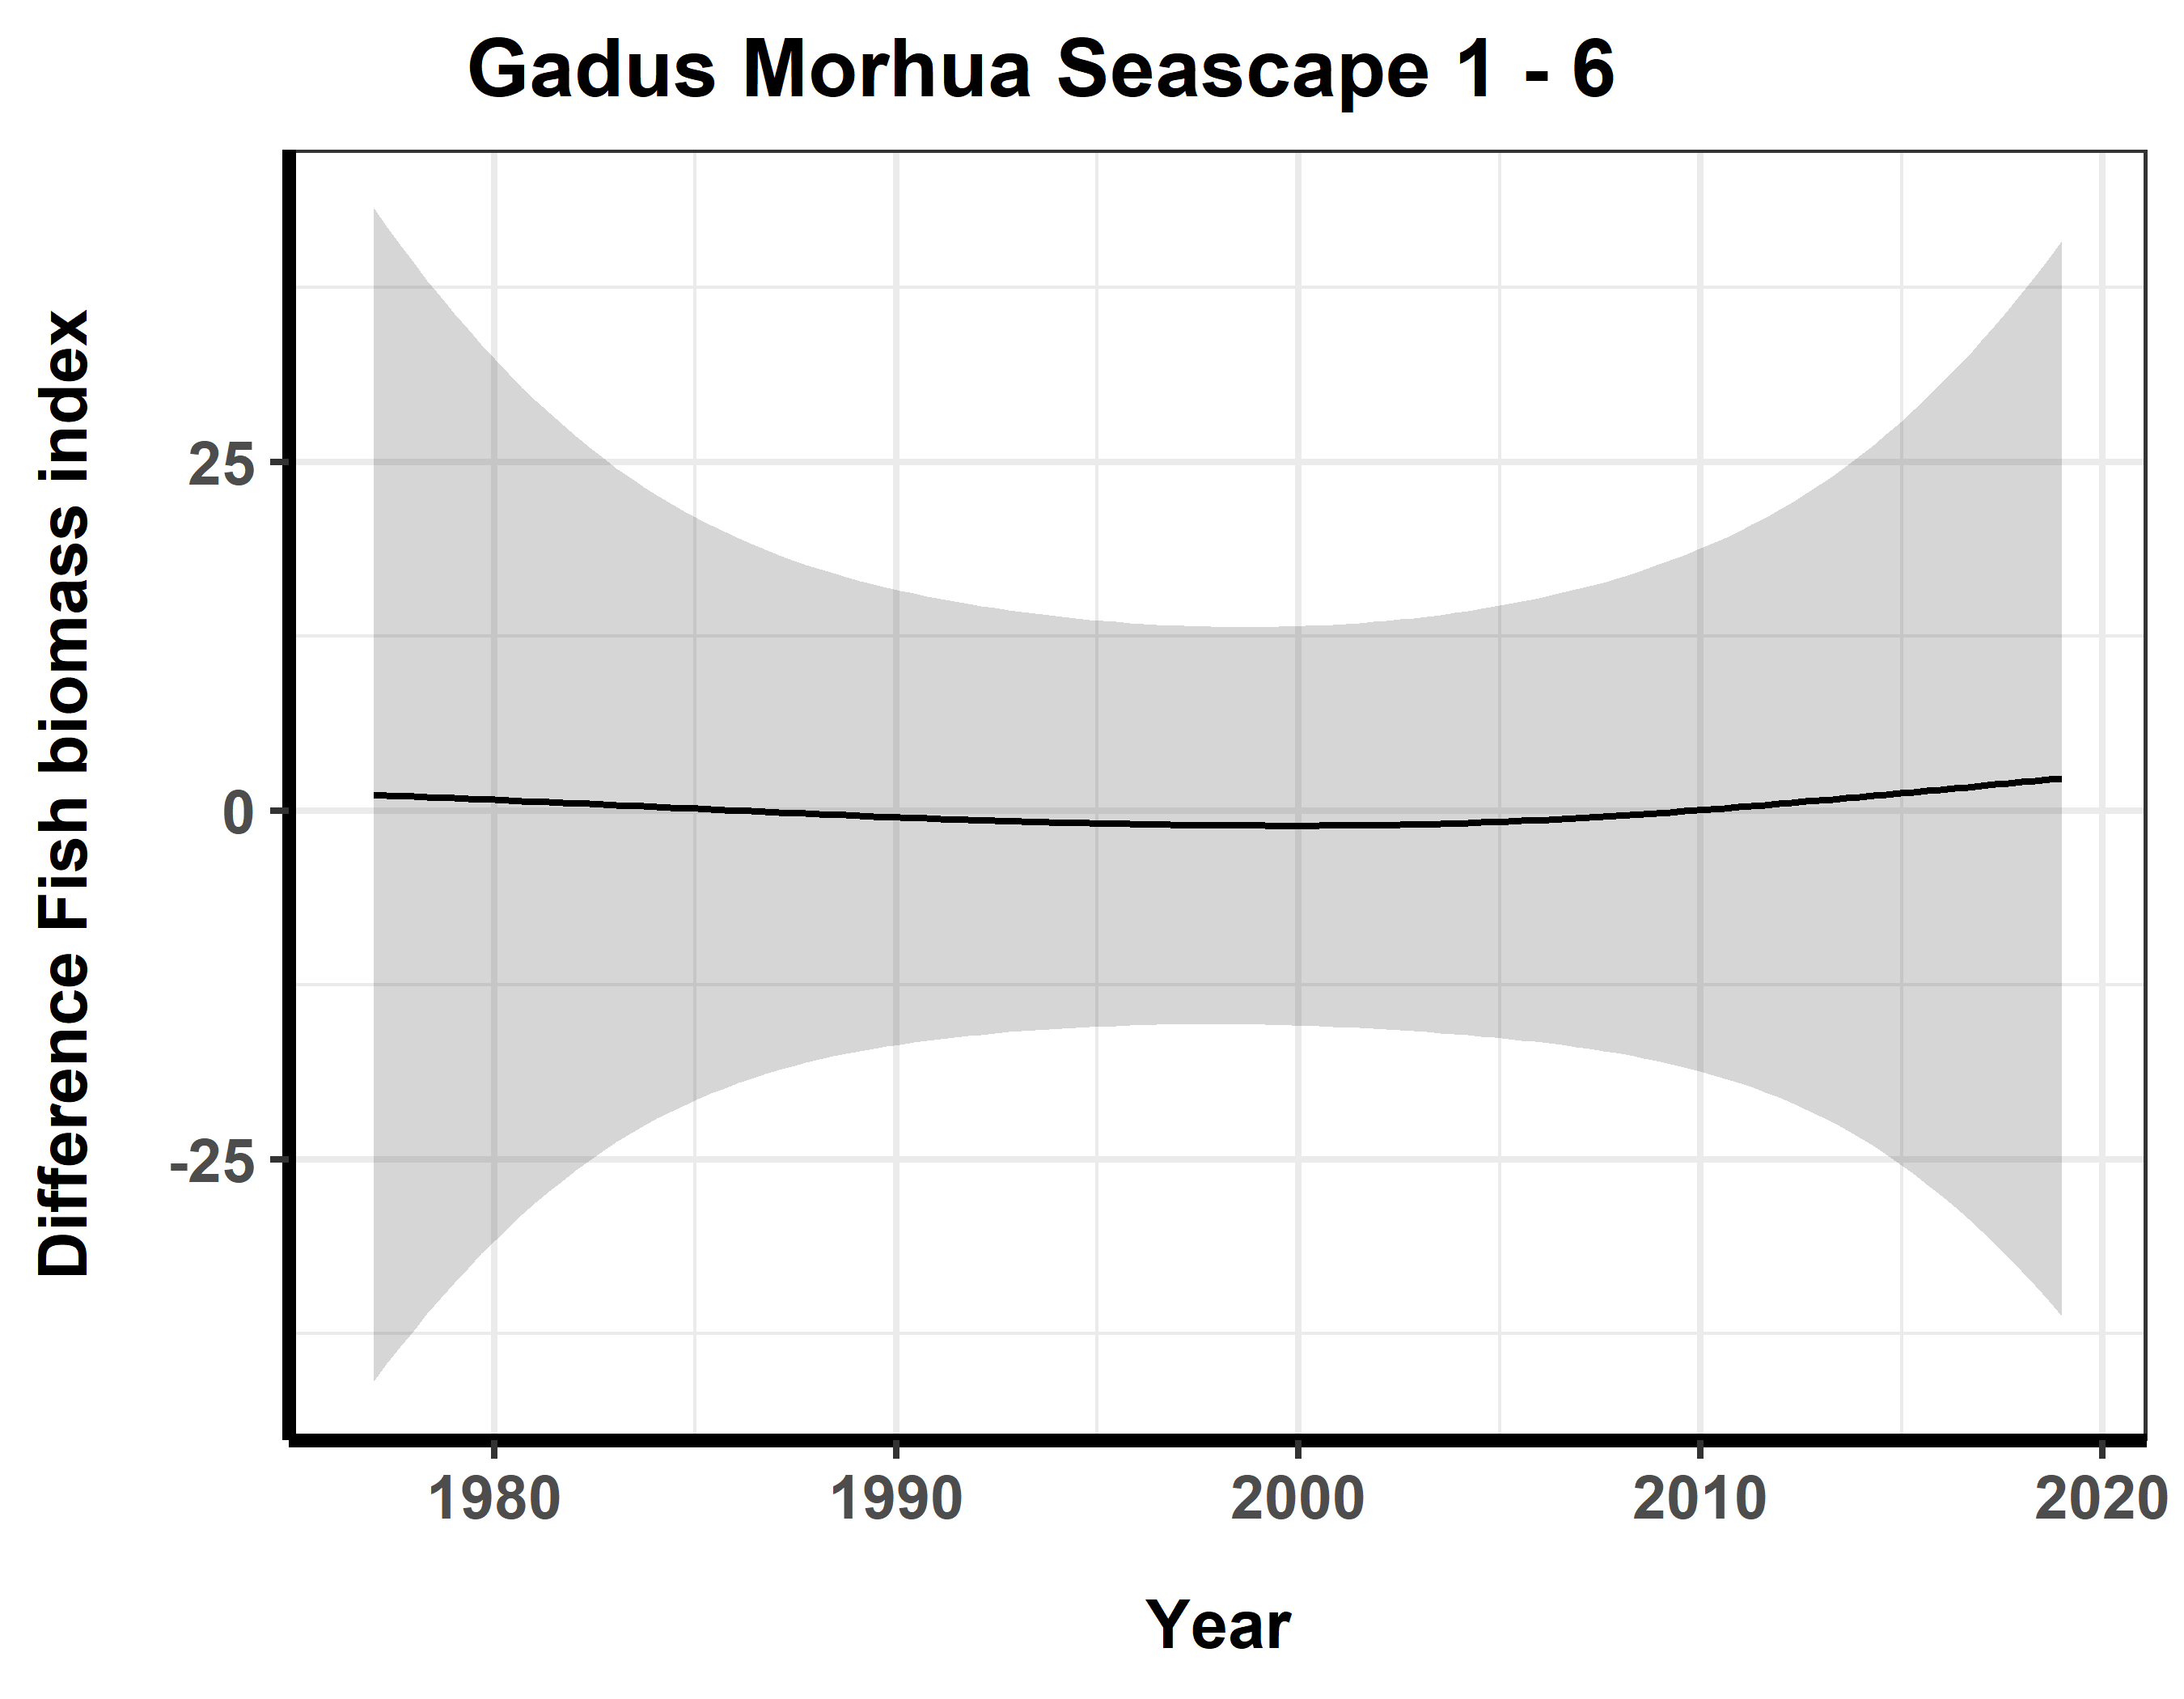 Gadus Morhua Seascape 1 - 6
Difference Fish biomass index
25
0
-25
1980 1990 2000 2010 2020
Year